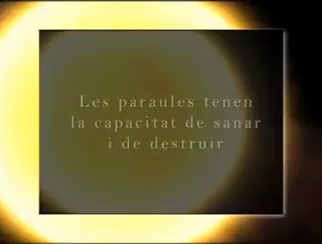 Les paraules tenen
la capacitat de sanar
i de destruir